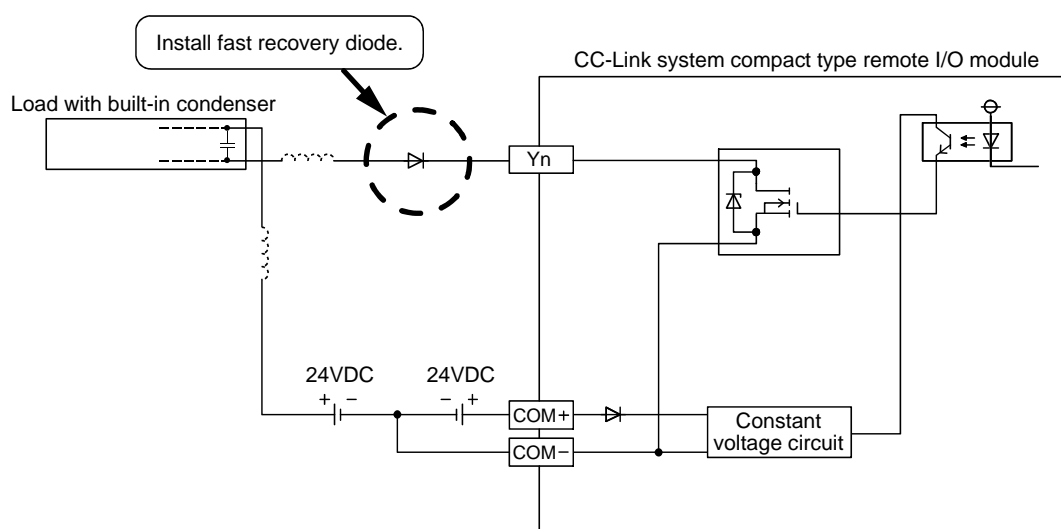 Install fast recovery diode.
CC-Link system compact type remote I/O module
Load with built-in condenser
Yn
24VDC
24VDC
+ −
− +
COM+
COM−
Constant
voltage circuit